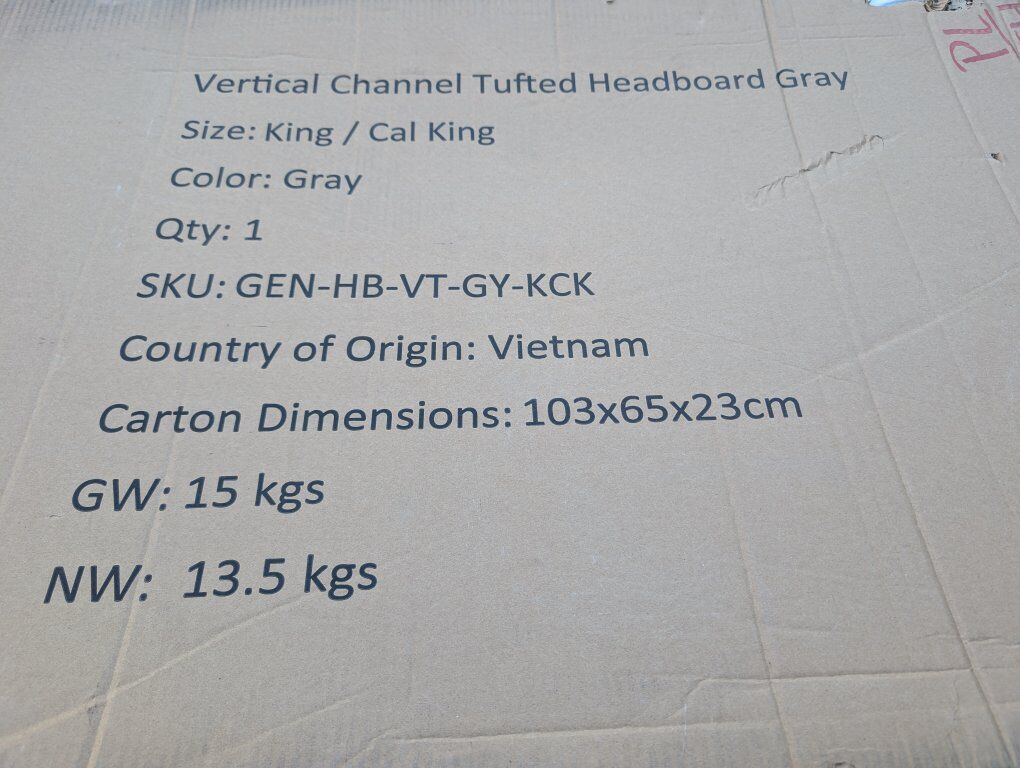 Vertical Channel Tufted Headboard Gray
Size: King / Cal King
Color: Gray
Qty: 1
SKU: GEN-HB-VT-GY-KCK
Country of Origin: Vietnam
Carton Dimensions: 103x65x23cm
GW: 15 kgs
NW: 13.5 kgs
PL